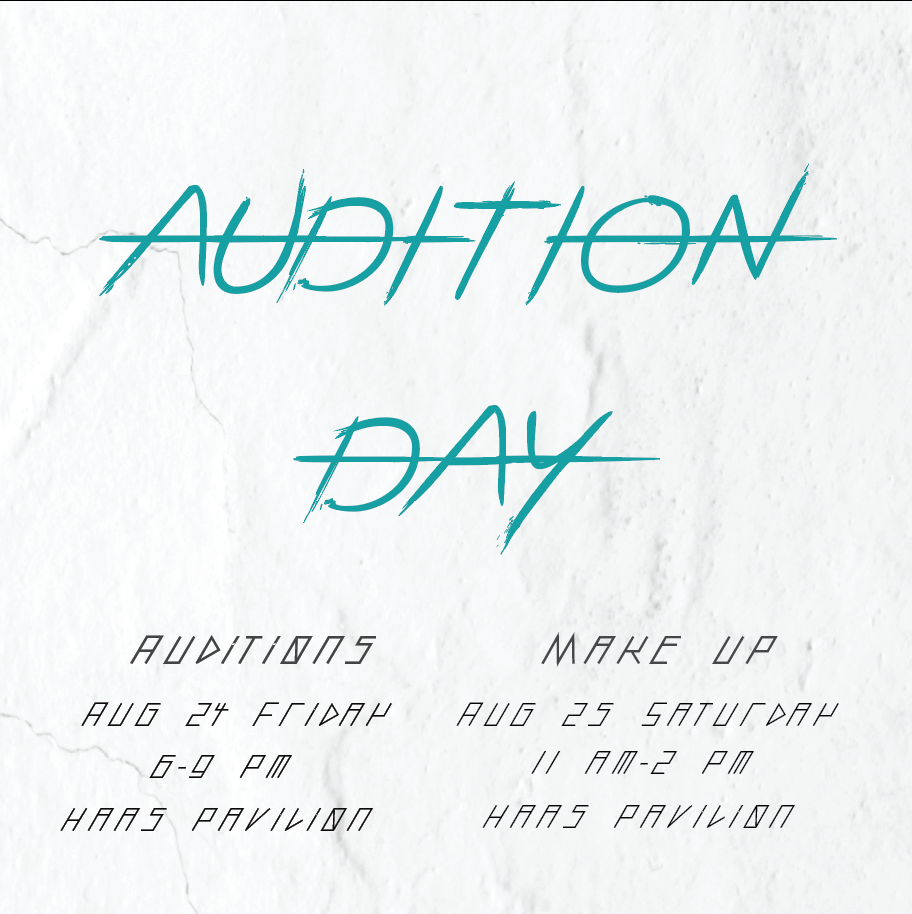 AUDITION
DAY
AUDITIONS
AUG 24 FRIDAY
6-9 PM
HAAS PAVILION
MAKE UP
AUG 25 SATURDAY
11 AM-2 PM
HAAS PAVILION